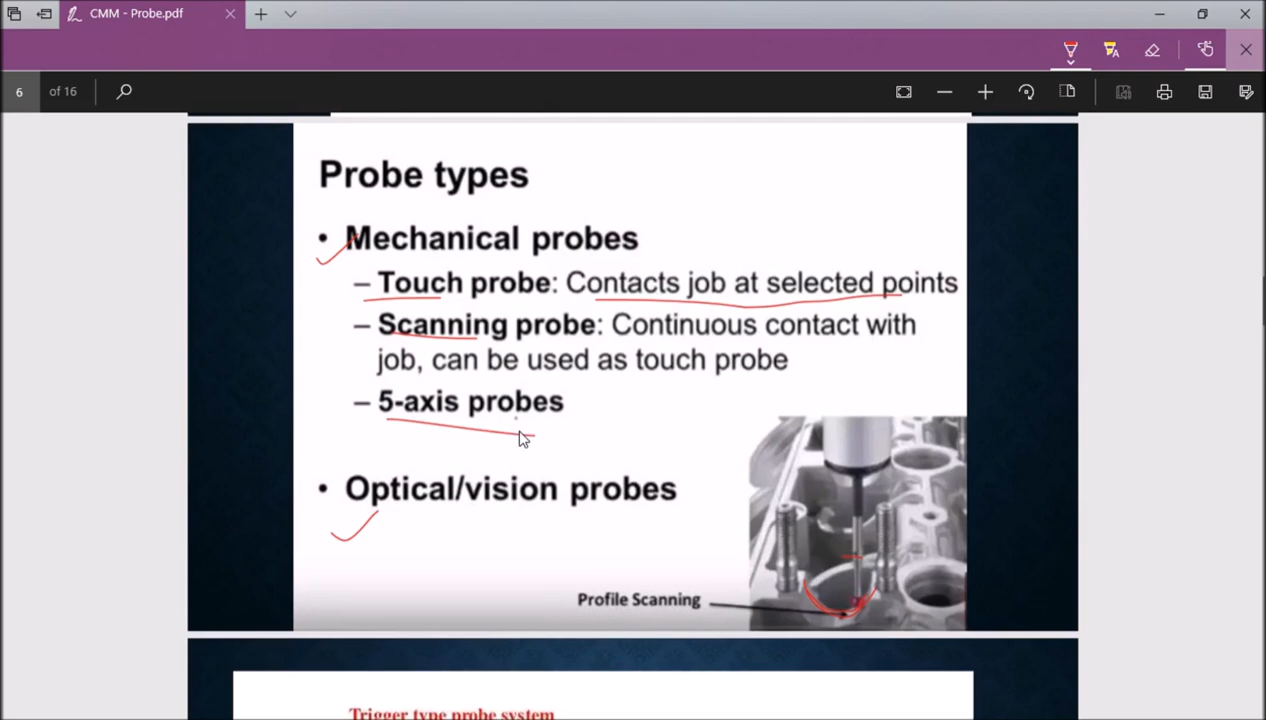 CMM - Probe.pdf
6 of 16
Probe types
• Mechanical probes
– Touch probe: Contacts job at selected points
– Scanning probe: Continuous contact with
job, can be used as touch probe
– 5-axis probes
• Optical/vision probes
Profile Scanning
Trigger type probe system